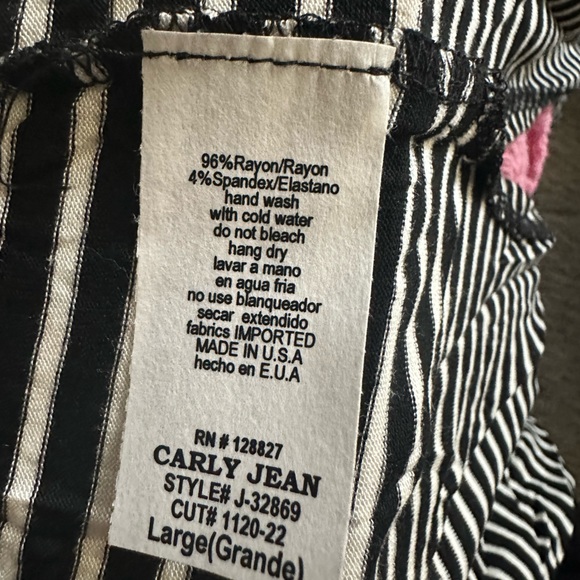 96%Rayon/Rayon
4%Spandex/Elastano
hand wash
with cold water
do not bleach
hang dry
lavar a mano
en agua fria
no use blanqueador
secar extendido
fabrics IMPORTED
MADE IN U.S.A
hecho en E.U.A
RN # 128827
CARLY JEAN
STYLE# J-32869
CUT# 1120-22
Large(Grande)